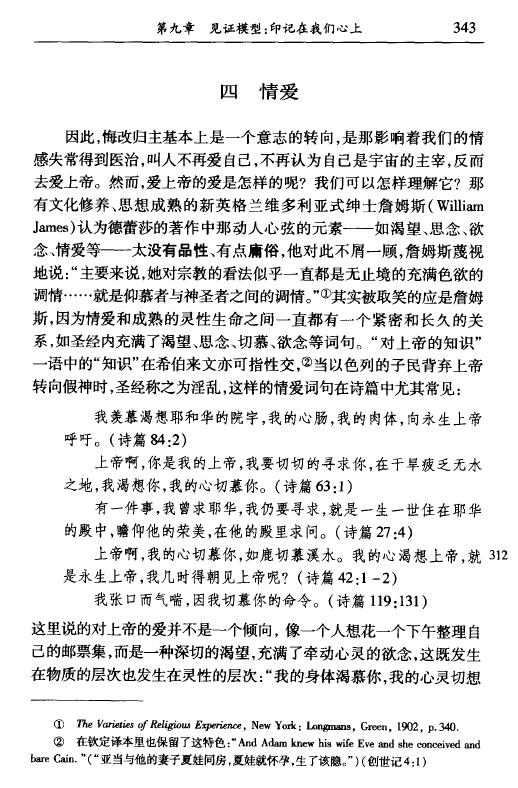 第九章　见证模型:印记在我们心上　343
四　情爱
因此,悔改归主基本上是一个意志的转向,是那影响着我们的情
感失常得到医治,叫人不再爱自己,不再认为自己是宇宙的主宰,反而
去爱上帝。然而,爱上帝的爱是怎样的呢? 我们可以怎样理解它? 那
有文化修养、思想成熟的新英格兰维多利亚式绅士詹姆斯(William
James)认为德蕾莎的著作中那动人心弦的元素——如渴望、思念、欲
念、情爱等——太没有品性、有点庸俗,他对此不屑一顾,詹姆斯蔑视
地说:“主要来说,她对宗教的看法似乎一直都是无止境的充满色欲的
调情……就是仰慕者与神圣者之间的调情。”①其实被取笑的应是詹姆
斯,因为情爱和成熟的灵性生命之间一直都有一个紧密和长久的关
系,如圣经内充满了渴望、思念、切慕、欲念等词句。“对上帝的知识”
一语中的“知识”在希伯来文亦可指性交,②当以色列的子民背弃上帝
转向假神时,圣经称之为淫乱,这样的情爱词句在诗篇中尤其常见:
我羡慕渴想耶和华的院宇,我的心肠,我的肉体,向永生上帝
呼吁。(诗篇 84:2)
上帝啊,你是我的上帝,我要切切的寻求你,在干旱疲乏无水
之地,我渴想你,我的心切慕你。(诗篇 63:1)
有一件事,我曾求耶华,我仍要寻求,就是一生一世住在耶华
的殿中,瞻仰他的荣美,在他的殿里求问。(诗篇 27:4)
上帝啊,我的心切慕你,如鹿切慕溪水。我的心渴想上帝,就　312
是永生上帝,我几时得朝见上帝呢? (诗篇 42:1-2)
我张口而气喘,因我切慕你的命令。(诗篇 119:131)
这里说的对上帝的爱并不是一个倾向, 像一个人想花一个下午整理自
己的邮票集,而是一种深切的渴望,充满了牵动心灵的欲念,这既发生
在物质的层次也发生在灵性的层次:“我的身体渴慕你,我的心灵切想
① The Varieties of Religious Experience, New York: Longmans, Green, 1902, p.340.
② 在钦定译本里也保留了这特色:“And Adam knew his wife Eve and she conceived and
bare Cain. ”(“亚当与他的妻子夏娃同房,夏娃就怀孕,生了该隐。”)(创世记 4:1)